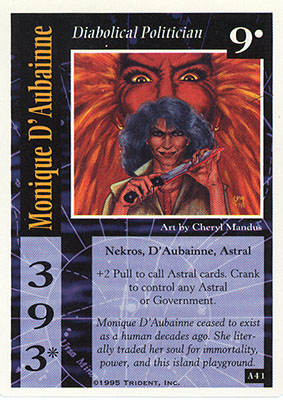 Monique D'Aubainne
Diabolical Politician
9•
Art by Cheryl Mandus
3
9
3*
Nekros, D'Aubainne, Astral
+2 Pull to call Astral cards. Crank
to control any Astral
or Government.
Monique D'Aubainne ceased to exist
as a human decades ago. She liter-
ally traded her soul for immortality,
power, and this island playground
©1995 TRIDENT, INC.
A41